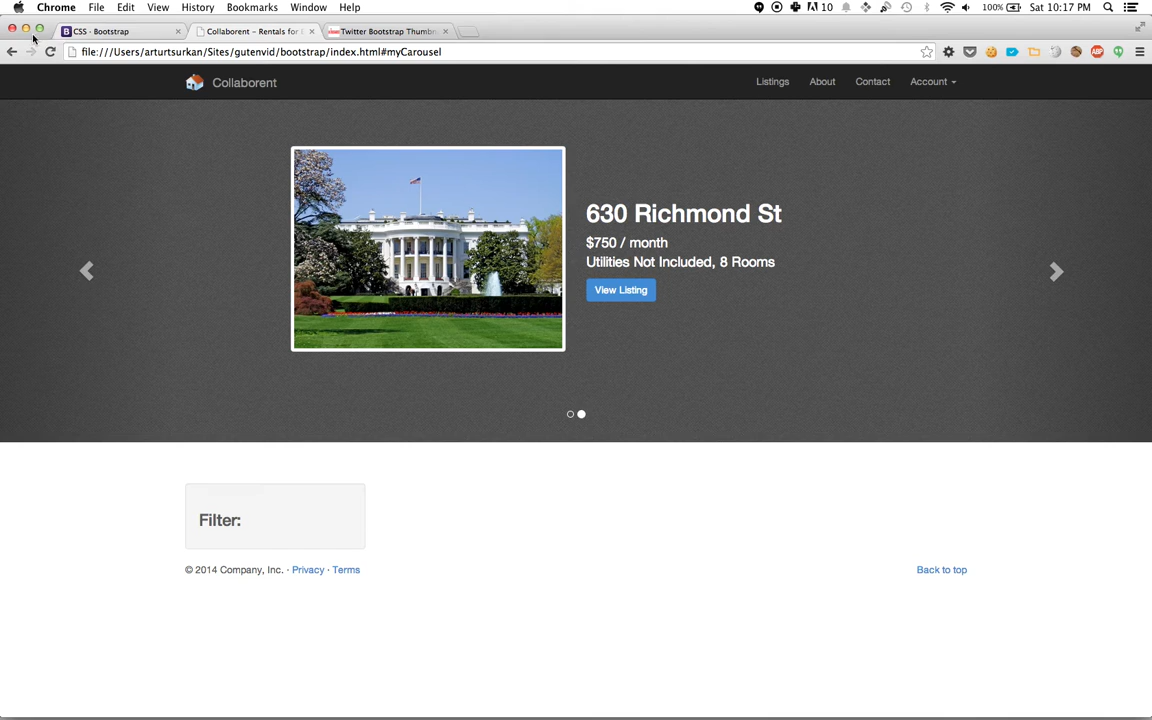 Chrome File Edit View History Bookmarks Window Help 10 100% Sat 10:17 PM
CSS · Bootstrap Collaborent – Rentals for Twitter Bootstrap Thumbn
file:///Users/arturtsurkan/Sites/gutenvid/bootstrap/index.html#myCarousel
Collaborent Listings About Contact Account
630 Richmond St
$750 / month
Utilities Not Included, 8 Rooms
View Listing
Filter:
© 2014 Company, Inc. · Privacy · Terms Back to top